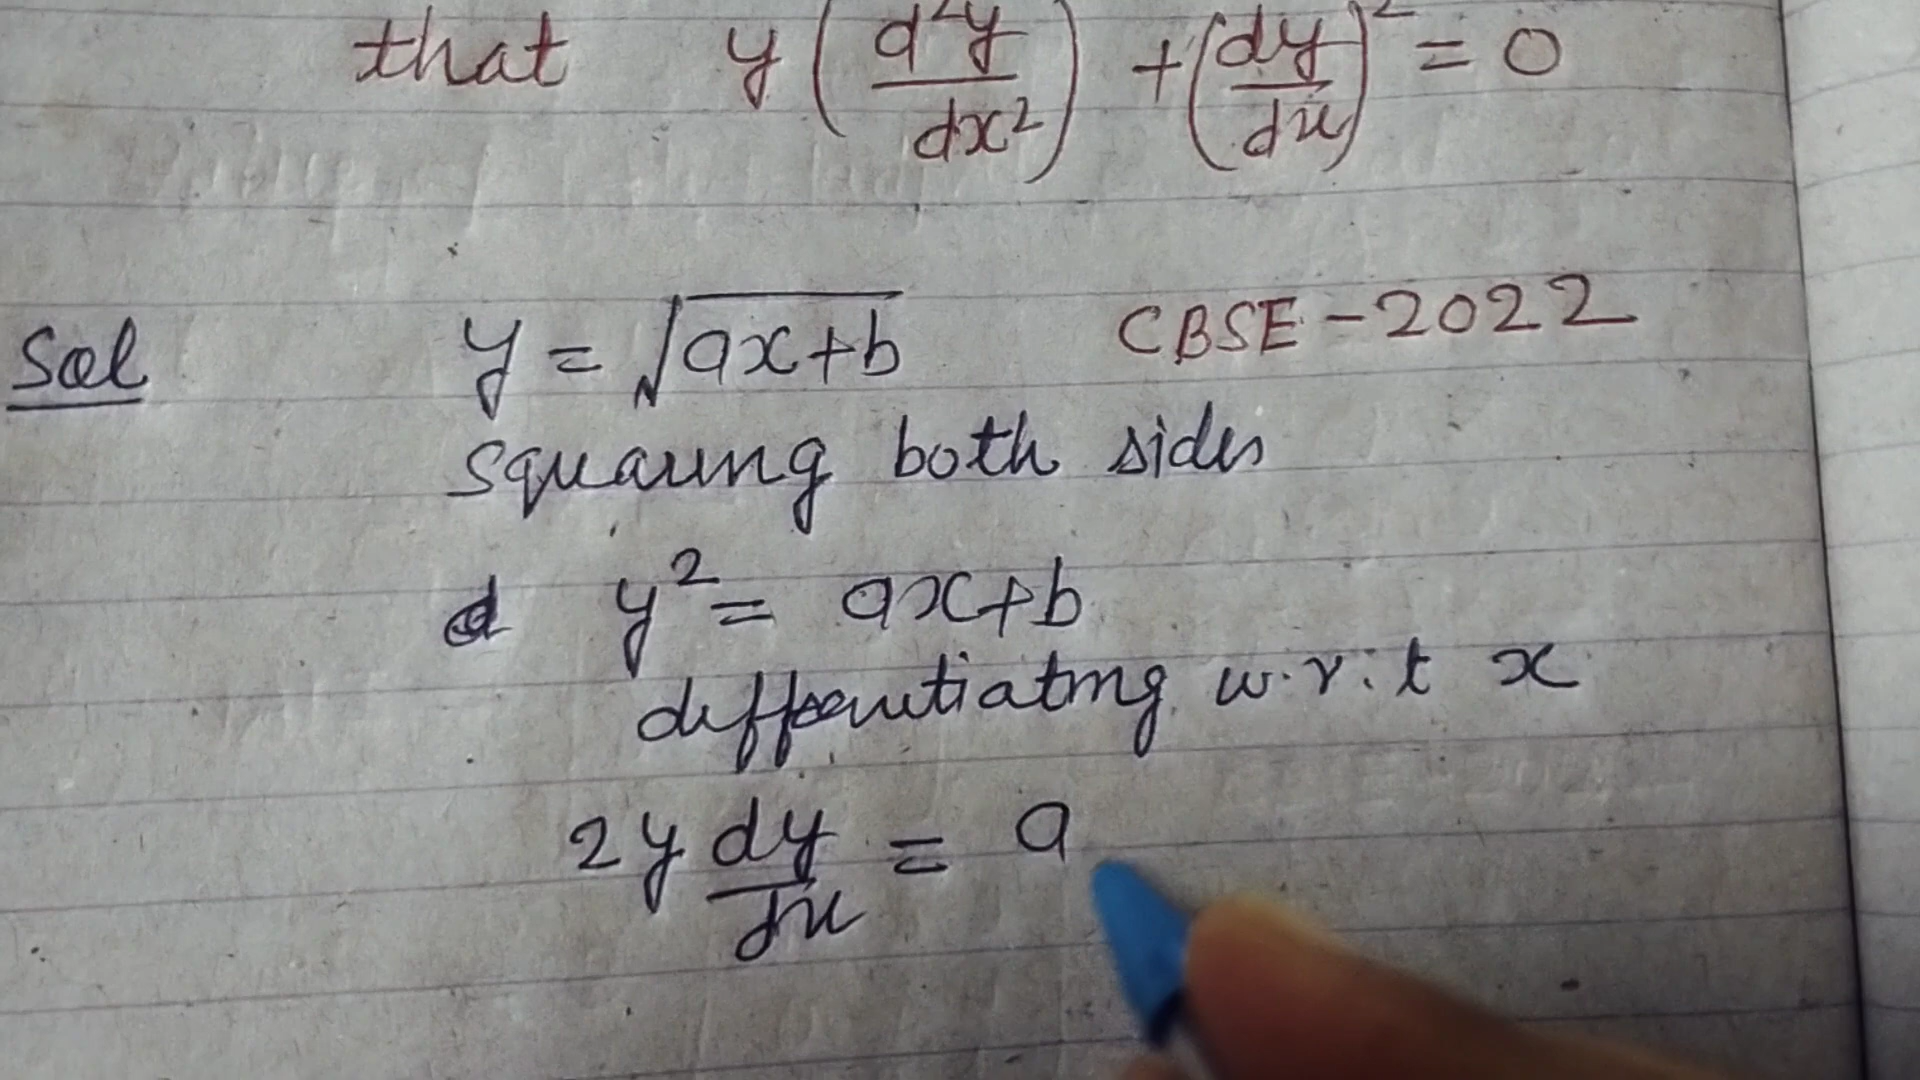 that y(d²y/dx²) + (dy/dx)² = 0
Sol y = √ax+b CBSE-2022
squaring both sides
d y² = ax+b
differentiating w.r.t x
2y dy/dx = a